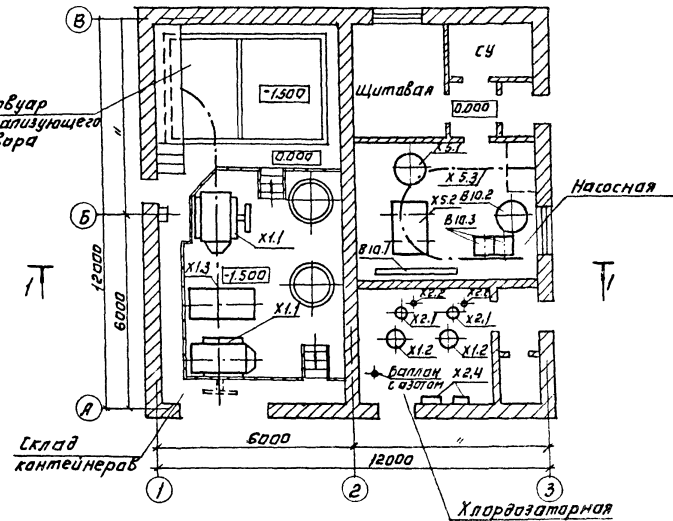 В
СУ
-1.500
Щитовая
0.000
0.000
Х5.1
Х5.3
Насосная
Б
Х5.2
В10.2
Х1.1
В10.3
В10.1
1
Х1.3
-1.500
1
12000
6000
Х2.2
Х1.1
Х2.1
Х2.1
Х1.2
Х1.2
Баллон
с азотом
Х2.4
А
Склад
контейнеров
6000
"
12000
1
2
3
Хлордозаторная